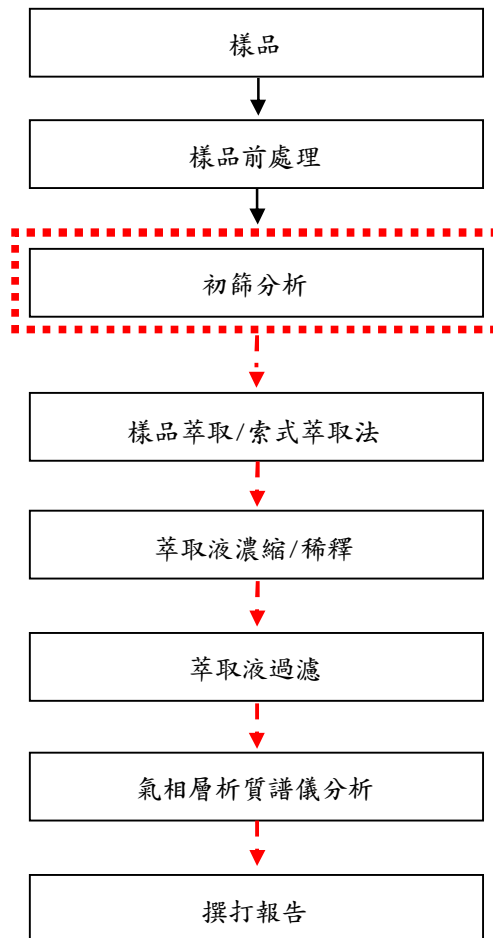 樣品
樣品前處理
初篩分析
樣品萃取/索式萃取法
萃取液濃縮/稀釋
萃取液過濾
氣相層析質譜儀分析
撰打報告